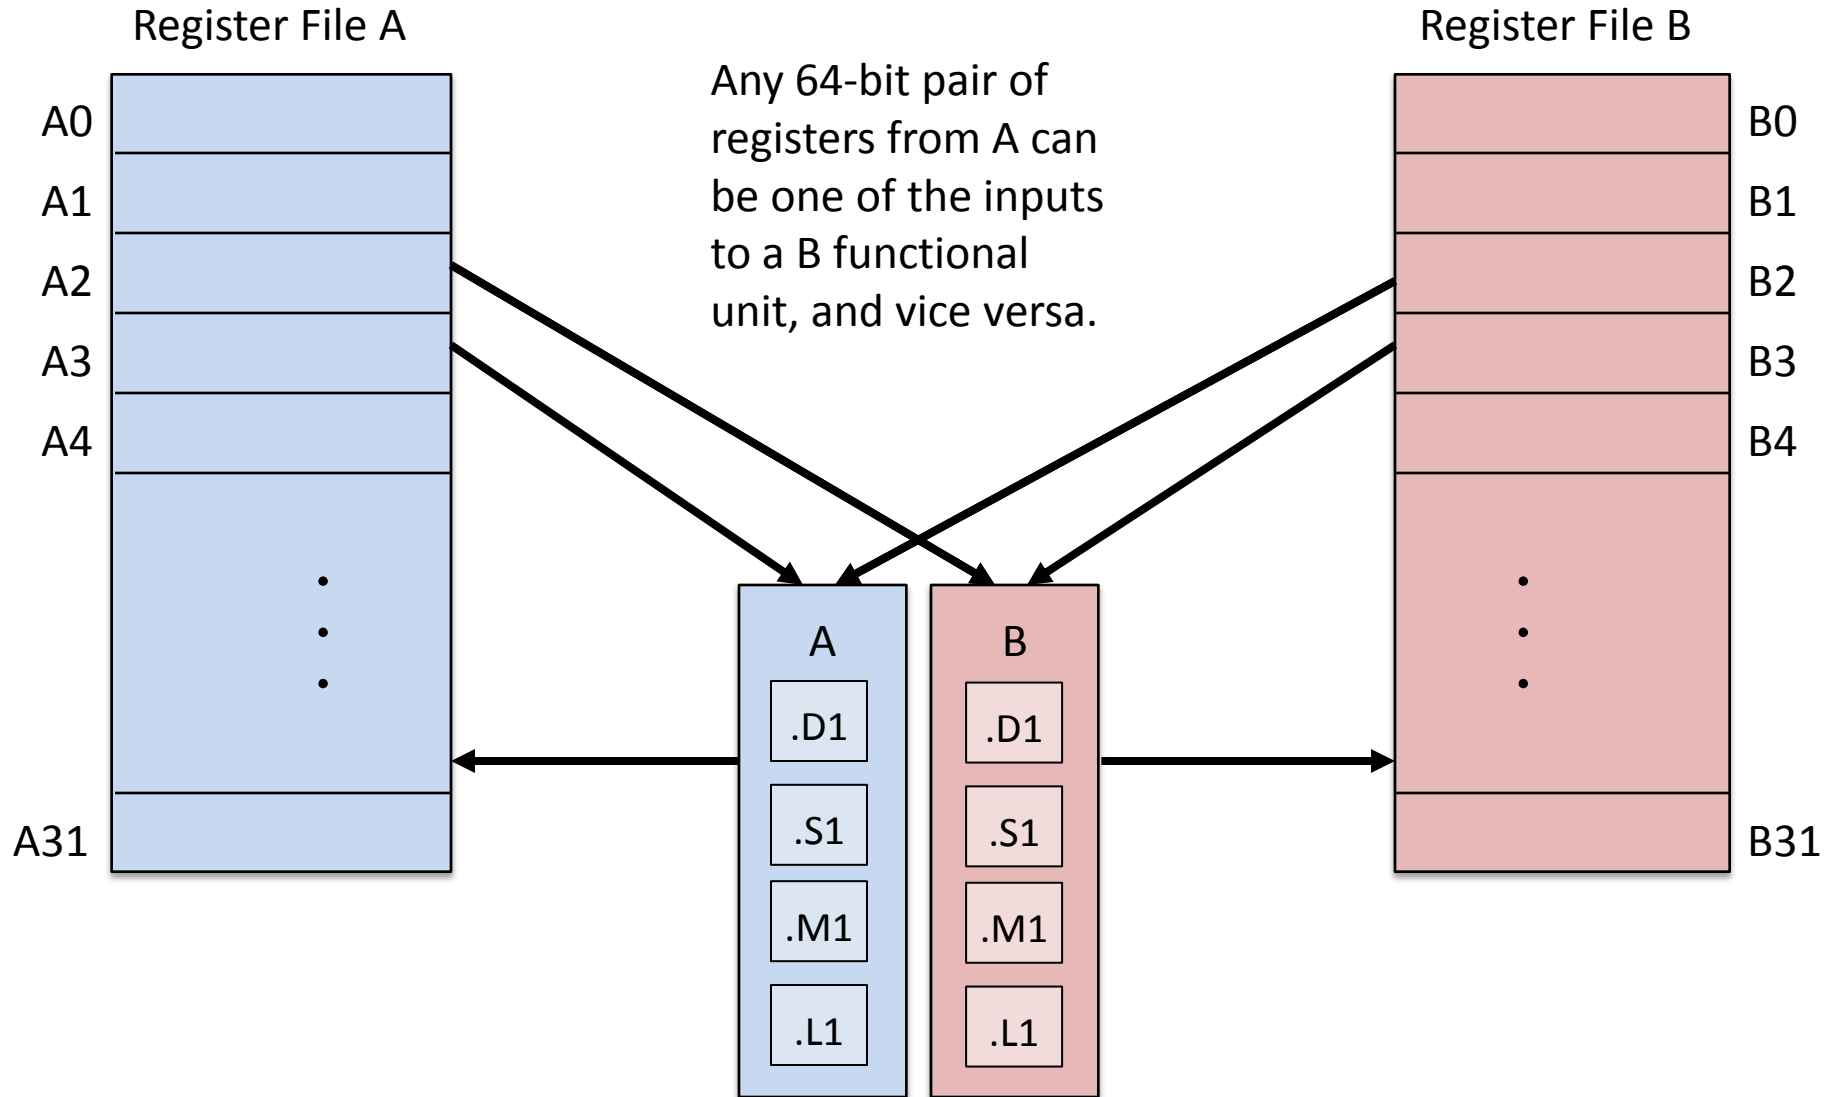 Register File A
Register File B
Any 64-bit pair of
registers from A can
be one of the inputs
to a B functional
unit, and vice versa.
A0
A1
A2
A3
A4
A31
B0
B1
B2
B3
B4
B31
A
.D1
.S1
.M1
.L1
B
.D1
.S1
.M1
.L1